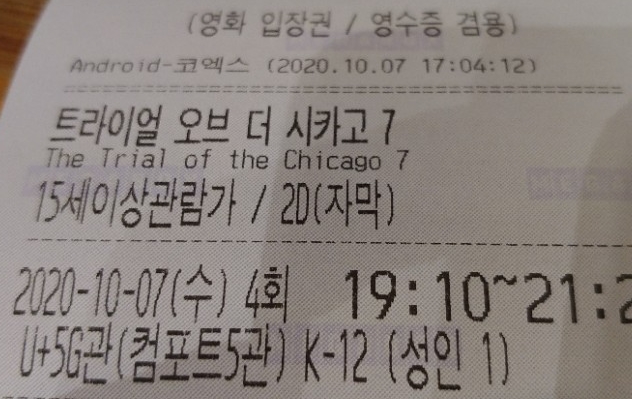 (영화 입장권 / 영수증 겸용)
Android-코엑스 (2020.10.07 17:04:12)
트라이얼 오브 더 시카고 7
The Trial of the Chicago 7
15세이상관람가 / 2D(자막)
2020-10-07(수) 4회 19:10~21:2
U+5G관(컴포트5관) K-12 (성인 1)